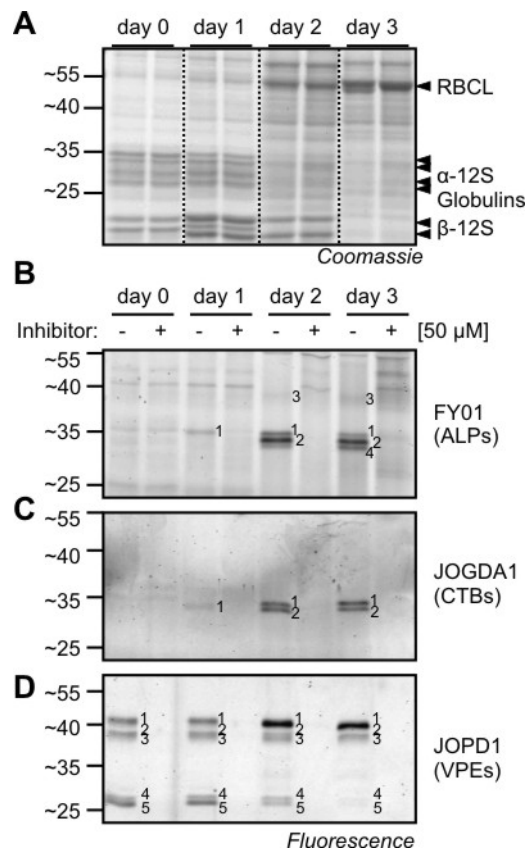 A
day 0 day 1 day 2 day 3
~55
RBCL
~40
~35
α-12S
Globulins
~25
β-12S
Coomassie
B
day 0 day 1 day 2 day 3
Inhibitor: - + - + - + - + [50 µM]
~55
~40
3 3
FY01
(ALPs)
~35
1 1 1
2 2
4
~25
C
~55
~40
JOGDA1
(CTBs)
~35
1 1 1
2 2
~25
D
~55
~40
1 1 1 1
2 2 2 2
3 3 3 3
JOPD1
(VPEs)
~35
4 4 4 4
5 5 5 5
~25
Fluorescence